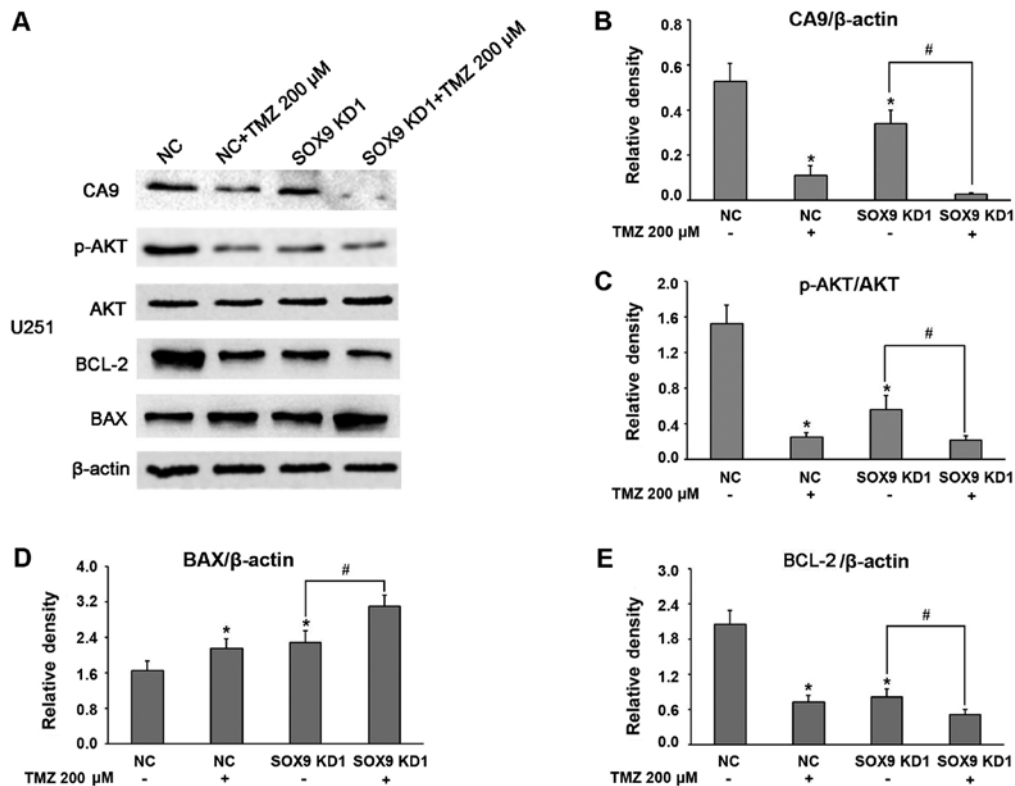 A
NC
NC+TMZ 200 μM
SOX9 KD1
SOX9 KD1+TMZ 200 μM
U251
CA9
p-AKT
AKT
BCL-2
BAX
β-actin
B
CA9/β-actin
Relative density
0.8
0.6
0.4
0.2
0.0
* * #
NC NC SOX9 KD1 SOX9 KD1
TMZ 200 μM - + - +
C
p-AKT/AKT
Relative density
2.0
1.6
1.2
0.8
0.4
0.0
* * #
NC NC SOX9 KD1 SOX9 KD1
TMZ 200 μM - + - +
D
BAX/β-actin
Relative density
4.0
3.2
2.4
1.6
0.8
0.0
* * #
NC NC SOX9 KD1 SOX9 KD1
TMZ 200 μM - + - +
E
BCL-2/β-actin
Relative density
3.0
2.4
1.8
1.2
0.6
0.0
* * #
NC NC SOX9 KD1 SOX9 KD1
TMZ 200 μM - + - +